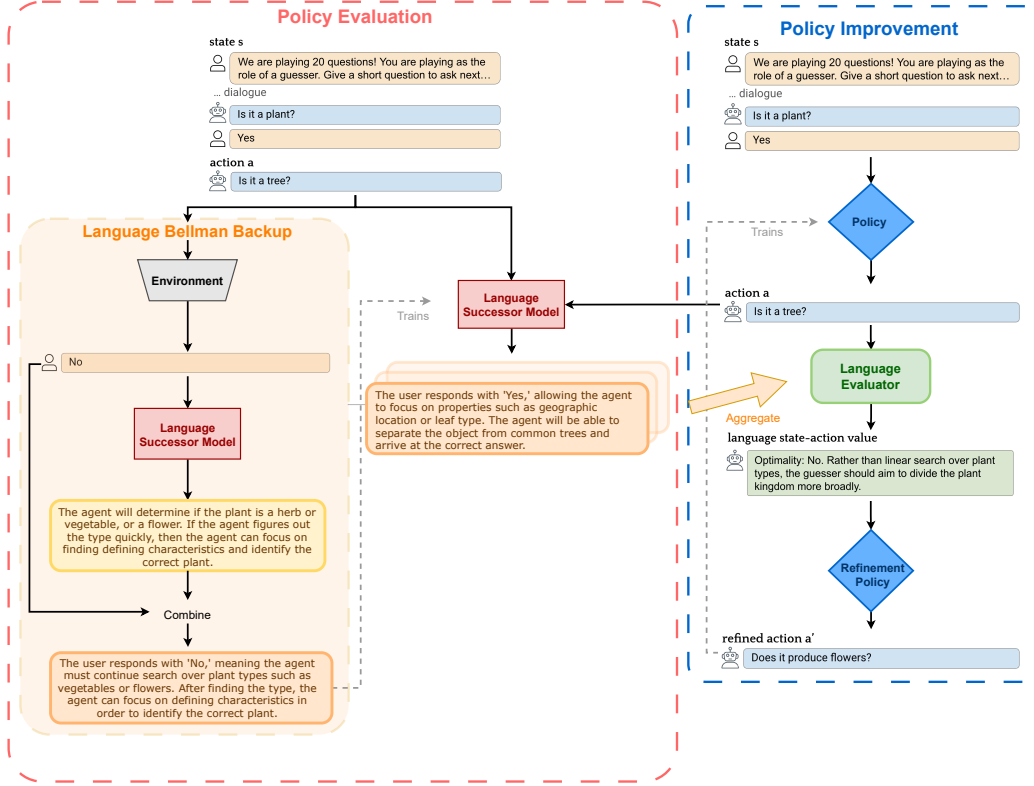 Policy Evaluation
state s
We are playing 20 questions! You are playing as the
role of a guesser. Give a short question to ask next...
... dialogue
Is it a plant?
Yes
action a
Is it a tree?
Language Bellman Backup
Environment
No
Language
Successor Model
The agent will determine if the plant is a herb or
vegetable, or a flower. If the agent figures out
the type quickly, then the agent can focus on
finding defining characteristics and identify the
correct plant.
Combine
The user responds with 'No,' meaning the agent
must continue search over plant types such as
vegetables or flowers. After finding the type, the
agent can focus on defining characteristics in
order to identify the correct plant.
Trains
Language
Successor Model
The user responds with 'Yes,' allowing the agent
to focus on properties such as geographic
location or leaf type. The agent will be able to
separate the object from common trees and
arrive at the correct answer.
Aggregate
Policy Improvement
state s
We are playing 20 questions! You are playing as the
role of a guesser. Give a short question to ask next...
... dialogue
Is it a plant?
Yes
Policy
Trains
action a
Is it a tree?
Language
Evaluator
language state-action value
Optimality: No. Rather than linear search over plant
types, the guesser should aim to divide the plant
kingdom more broadly.
Refinement
Policy
refined action a'
Does it produce flowers?